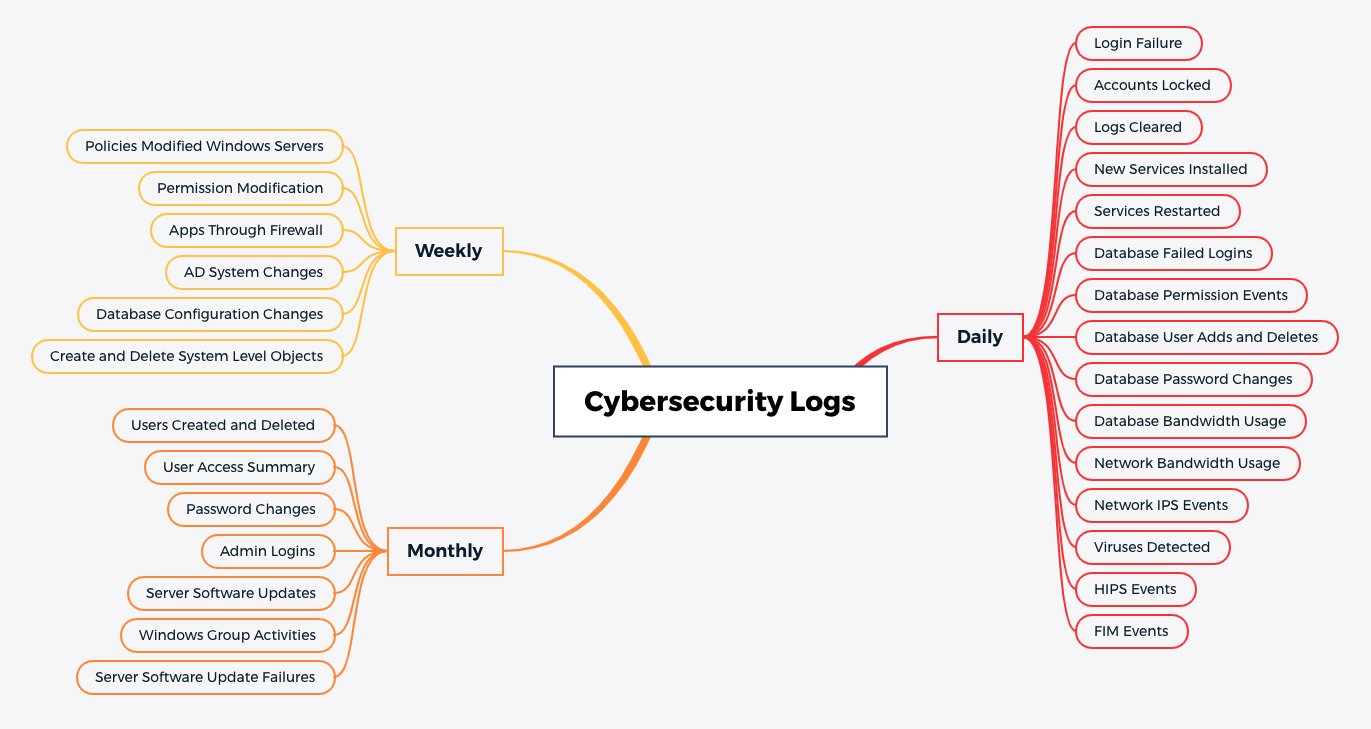 Cybersecurity Logs
Daily
Login Failure
Accounts Locked
Logs Cleared
New Services Installed
Services Restarted
Database Failed Logins
Database Permission Events
Database User Adds and Deletes
Database Password Changes
Database Bandwidth Usage
Network Bandwidth Usage
Network IPS Events
Viruses Detected
HIPS Events
FIM Events
Weekly
Policies Modified Windows Servers
Permission Modification
Apps Through Firewall
AD System Changes
Database Configuration Changes
Create and Delete System Level Objects
Monthly
Users Created and Deleted
User Access Summary
Password Changes
Admin Logins
Server Software Updates
Windows Group Activities
Server Software Update Failures